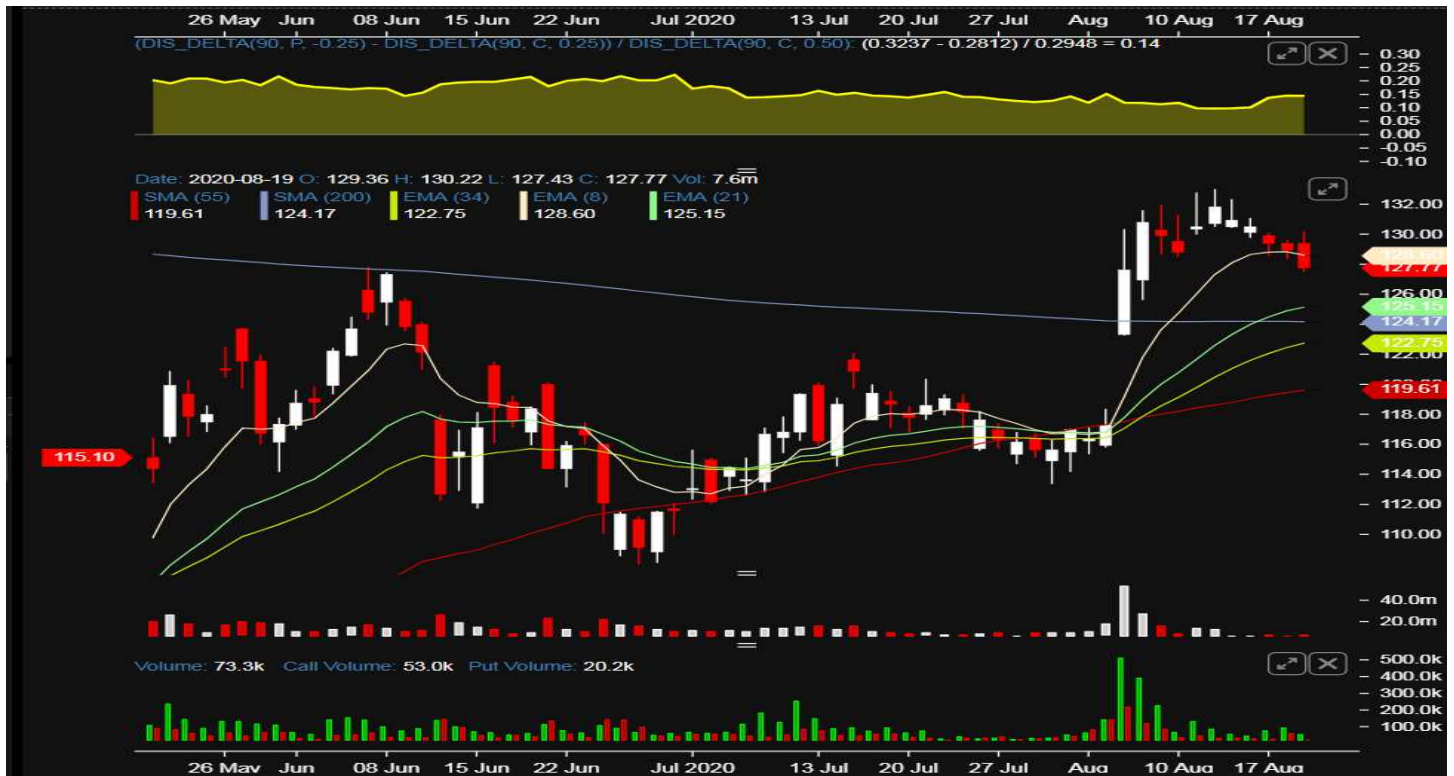 26 May Jun 08 Jun 15 Jun 22 Jun Jul 2020 13 Jul 20 Jul 27 Jul Aug 10 Aug 17 Aug
(DIS_DELTA(90, P, -0.25) - DIS_DELTA(90, C, 0.25)) / DIS_DELTA(90, C, 0.50): (0.3237 - 0.2812) / 0.2948 = 0.14
0.30
0.25
0.20
0.15
0.10
0.05
0.00
-0.05
-0.10
Date: 2020-08-19 O: 129.36 H: 130.22 L: 127.43 C: 127.77 Vol: 7.6m
SMA (55) SMA (200) EMA (34) EMA (8) EMA (21)
119.61 124.17 122.75 128.60 125.15
132.00
130.00
128.60
127.77
126.00
125.15
124.17
122.75
122.00
119.61
118.00
116.00
115.10
114.00
112.00
110.00
40.0m
20.0m
Volume: 73.3k Call Volume: 53.0k Put Volume: 20.2k
500.0k
400.0k
300.0k
200.0k
100.0k
26 May Jun 08 Jun 15 Jun 22 Jun Jul 2020 13 Jul 20 Jul 27 Jul Aug 10 Aug 17 Aug